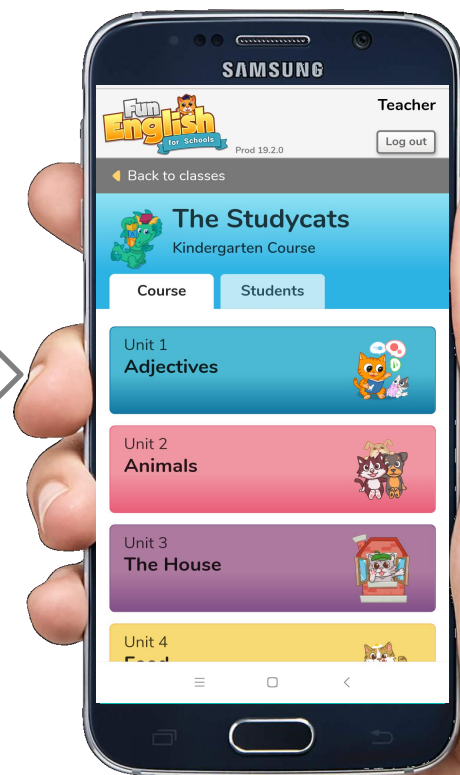 SAMSUNG
Fun
English
for Schools
Prod 19.2.0
Teacher
Log out
Back to classes
The Studycats
Kindergarten Course
Course
Students
Unit 1
Adjectives
Unit 2
Animals
Unit 3
The House
Unit 4
Food